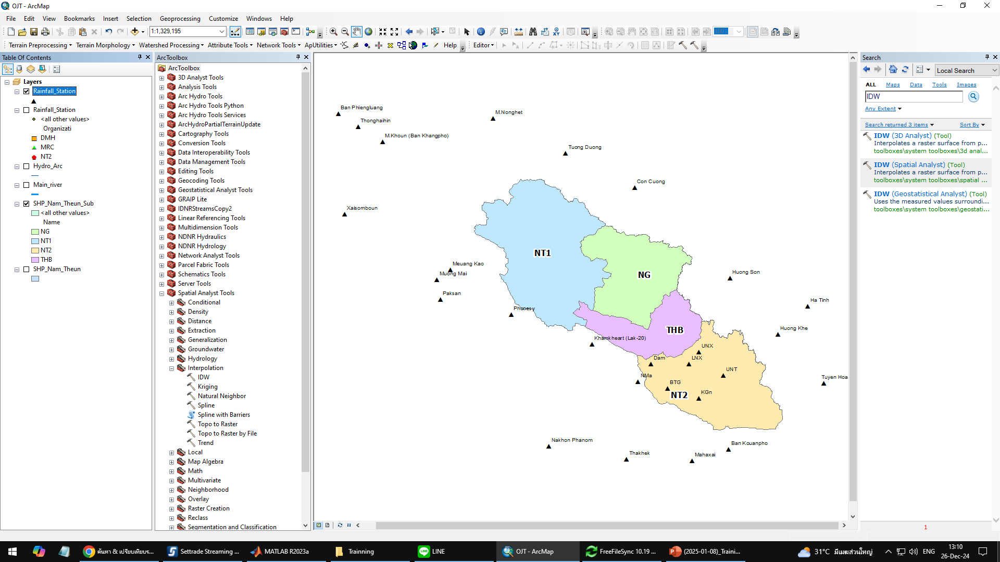 OJT - ArcMap
File Edit View Bookmarks Insert Selection Geoprocessing Customize Windows Help
1:1,329,195
100%
Terrain Preprocessing Terrain Morphology Watershed Processing Attribute Tools Network Tools ApUtilities Help Editor
Table Of Contents
Layers
Rainfall_Station
Rainfall_Station
<all other values>
Organizati
DMH
MRC
NT2
Hydro_Arc
Main_river
SHP_Nam_Theun_Sub
<all other values>
Name
NG
NT1
NT2
THB
SHP_Nam_Theun
ArcToolbox
ArcToolbox
3D Analyst Tools
Analysis Tools
Arc Hydro Tools
Arc Hydro Tools Python
Arc Hydro Tools Services
ArcHydroPartialTerrainUpdate
Cartography Tools
Conversion Tools
Data Interoperability Tools
Data Management Tools
Editing Tools
Geocoding Tools
Geostatistical Analyst Tools
GRAIP Lite
IDNRStreamsCopy2
Linear Referencing Tools
Multidimension Tools
NDNR Hydraulics
NDNR Hydrology
Network Analyst Tools
Parcel Fabric Tools
Schematics Tools
Server Tools
Spatial Analyst Tools
Conditional
Density
Distance
Extraction
Generalization
Groundwater
Hydrology
Interpolation
IDW
Kriging
Natural Neighbor
Spline
Spline with Barriers
Topo to Raster
Topo to Raster by File
Trend
Local
Map Algebra
Math
Multivariate
Neighborhood
Overlay
Raster Creation
Reclass
Segmentation and Classification
Ban Phiengluang
M.Nonghet
Thonghaihin
M.Khoun (Ban Khangpho)
Tuong Duong
Con Cuong
Xaisomboun
NT1
Meuang Kao
Muong Mai
Huong Son
NG
Paksan
Ha Tinh
Phonesy
Huong Khe
THB
Khamkheart (Lak-20)
UNX
Dam
LNX
UNT
NMa
Tuyen Hoa
BTG
KGn
NT2
Nakhon Phanom
Ban Kouanpho
Thakhek
Mahaxai
Search
Local Search
ALL Maps Data Tools Images
IDW
Any Extent
Search returned 3 items Sort By
IDW (3D Analyst) (Tool)
Interpolates a raster surface from p...
toolboxes\system toolboxes\3d anal...
IDW (Spatial Analyst) (Tool)
Interpolates a raster surface from p...
toolboxes\system toolboxes\spatial ...
IDW (Geostatistical Analyst) (Tool)
Uses the measured values surroundi...
toolboxes\system toolboxes\geostati...
1
ค้นหา & เปรียบเทียบร... Settrade Streaming ... MATLAB R2023a Trainning LINE OJT - ArcMap FreeFileSync 10.19 ... (2025-01-08)_Traini... 31°C มีเมฆส่วนใหญ่ ENG 13:10
26-Dec-24